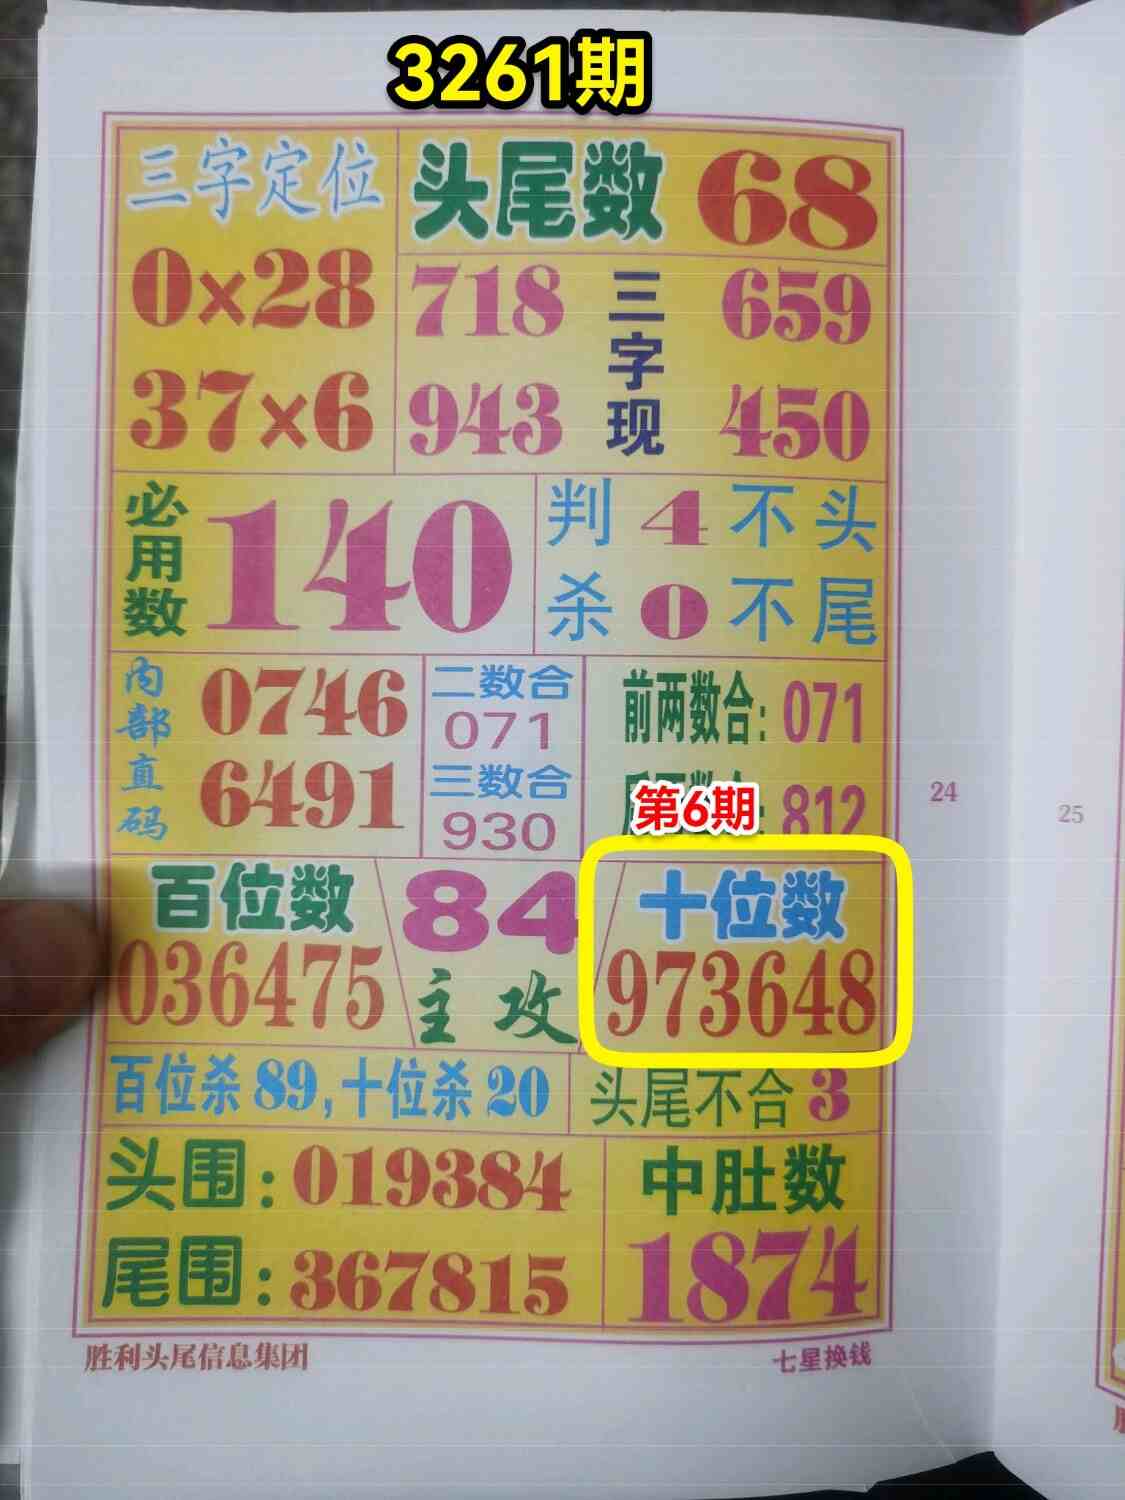 3261期
三字定位
0×28
37×6
头尾数 68
718
943
三字现
659
450
必用数 140
判 4 不头
杀 0 不尾
内部直码
0746
6491
二数合
071
三数合
930
前两数合：071
第6期
812
百位数
036475
84
主攻
十位数
973648
百位杀89,十位杀20
头尾不合3
头围：019384
尾围：367815
中肚数
1874
胜利头尾信息集团
七星换钱
24
25